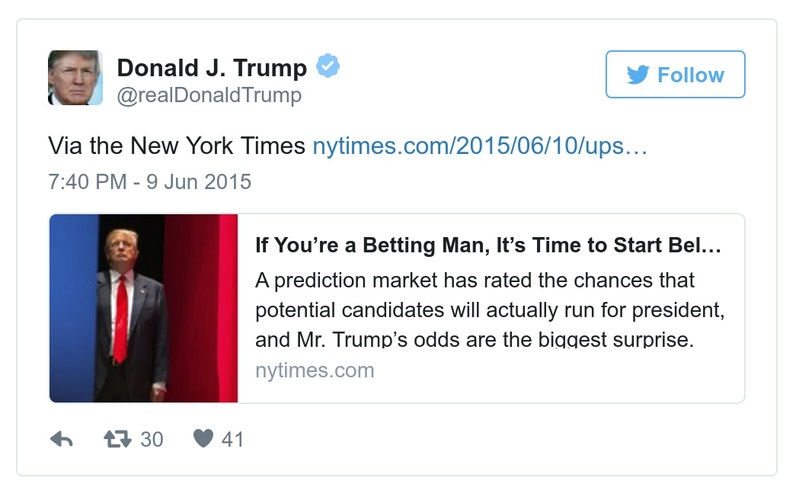 Donald J. Trump
@realDonaldTrump
Follow
Via the New York Times nytimes.com/2015/06/10/ups…
7:40 PM - 9 Jun 2015
If You’re a Betting Man, It’s Time to Start Bel…
A prediction market has rated the chances that
potential candidates will actually run for president,
and Mr. Trump’s odds are the biggest surprise.
nytimes.com
30
41